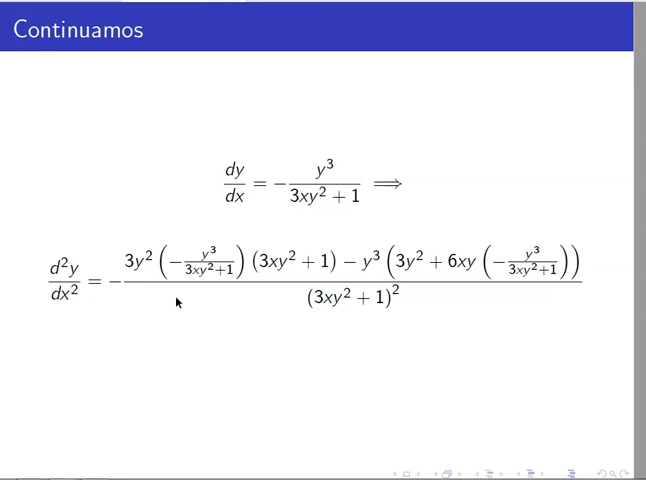 Continuamos
dy/dx = − y³/(3xy² + 1) ⟹
d²y/dx² = − (3y² (− y³/(3xy²+1)) (3xy² + 1) − y³ (3y² + 6xy (− y³/(3xy²+1))))/(3xy² + 1)²